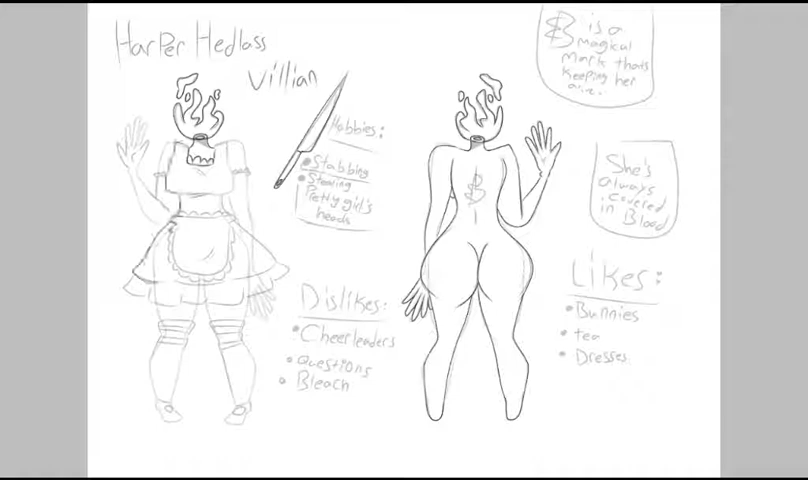 HarPer Hedlass
Villian
is a
magical
mark thats
keeping her
alive.
Hobbies:
• Stabbing
• Stealing
Pretty girl's
heads
She's
always
covered
in Blood
Likes:
• Bunnies
• tea
• Dresses
Dislikes:
• Cheerleaders
• Questions
• Bleach